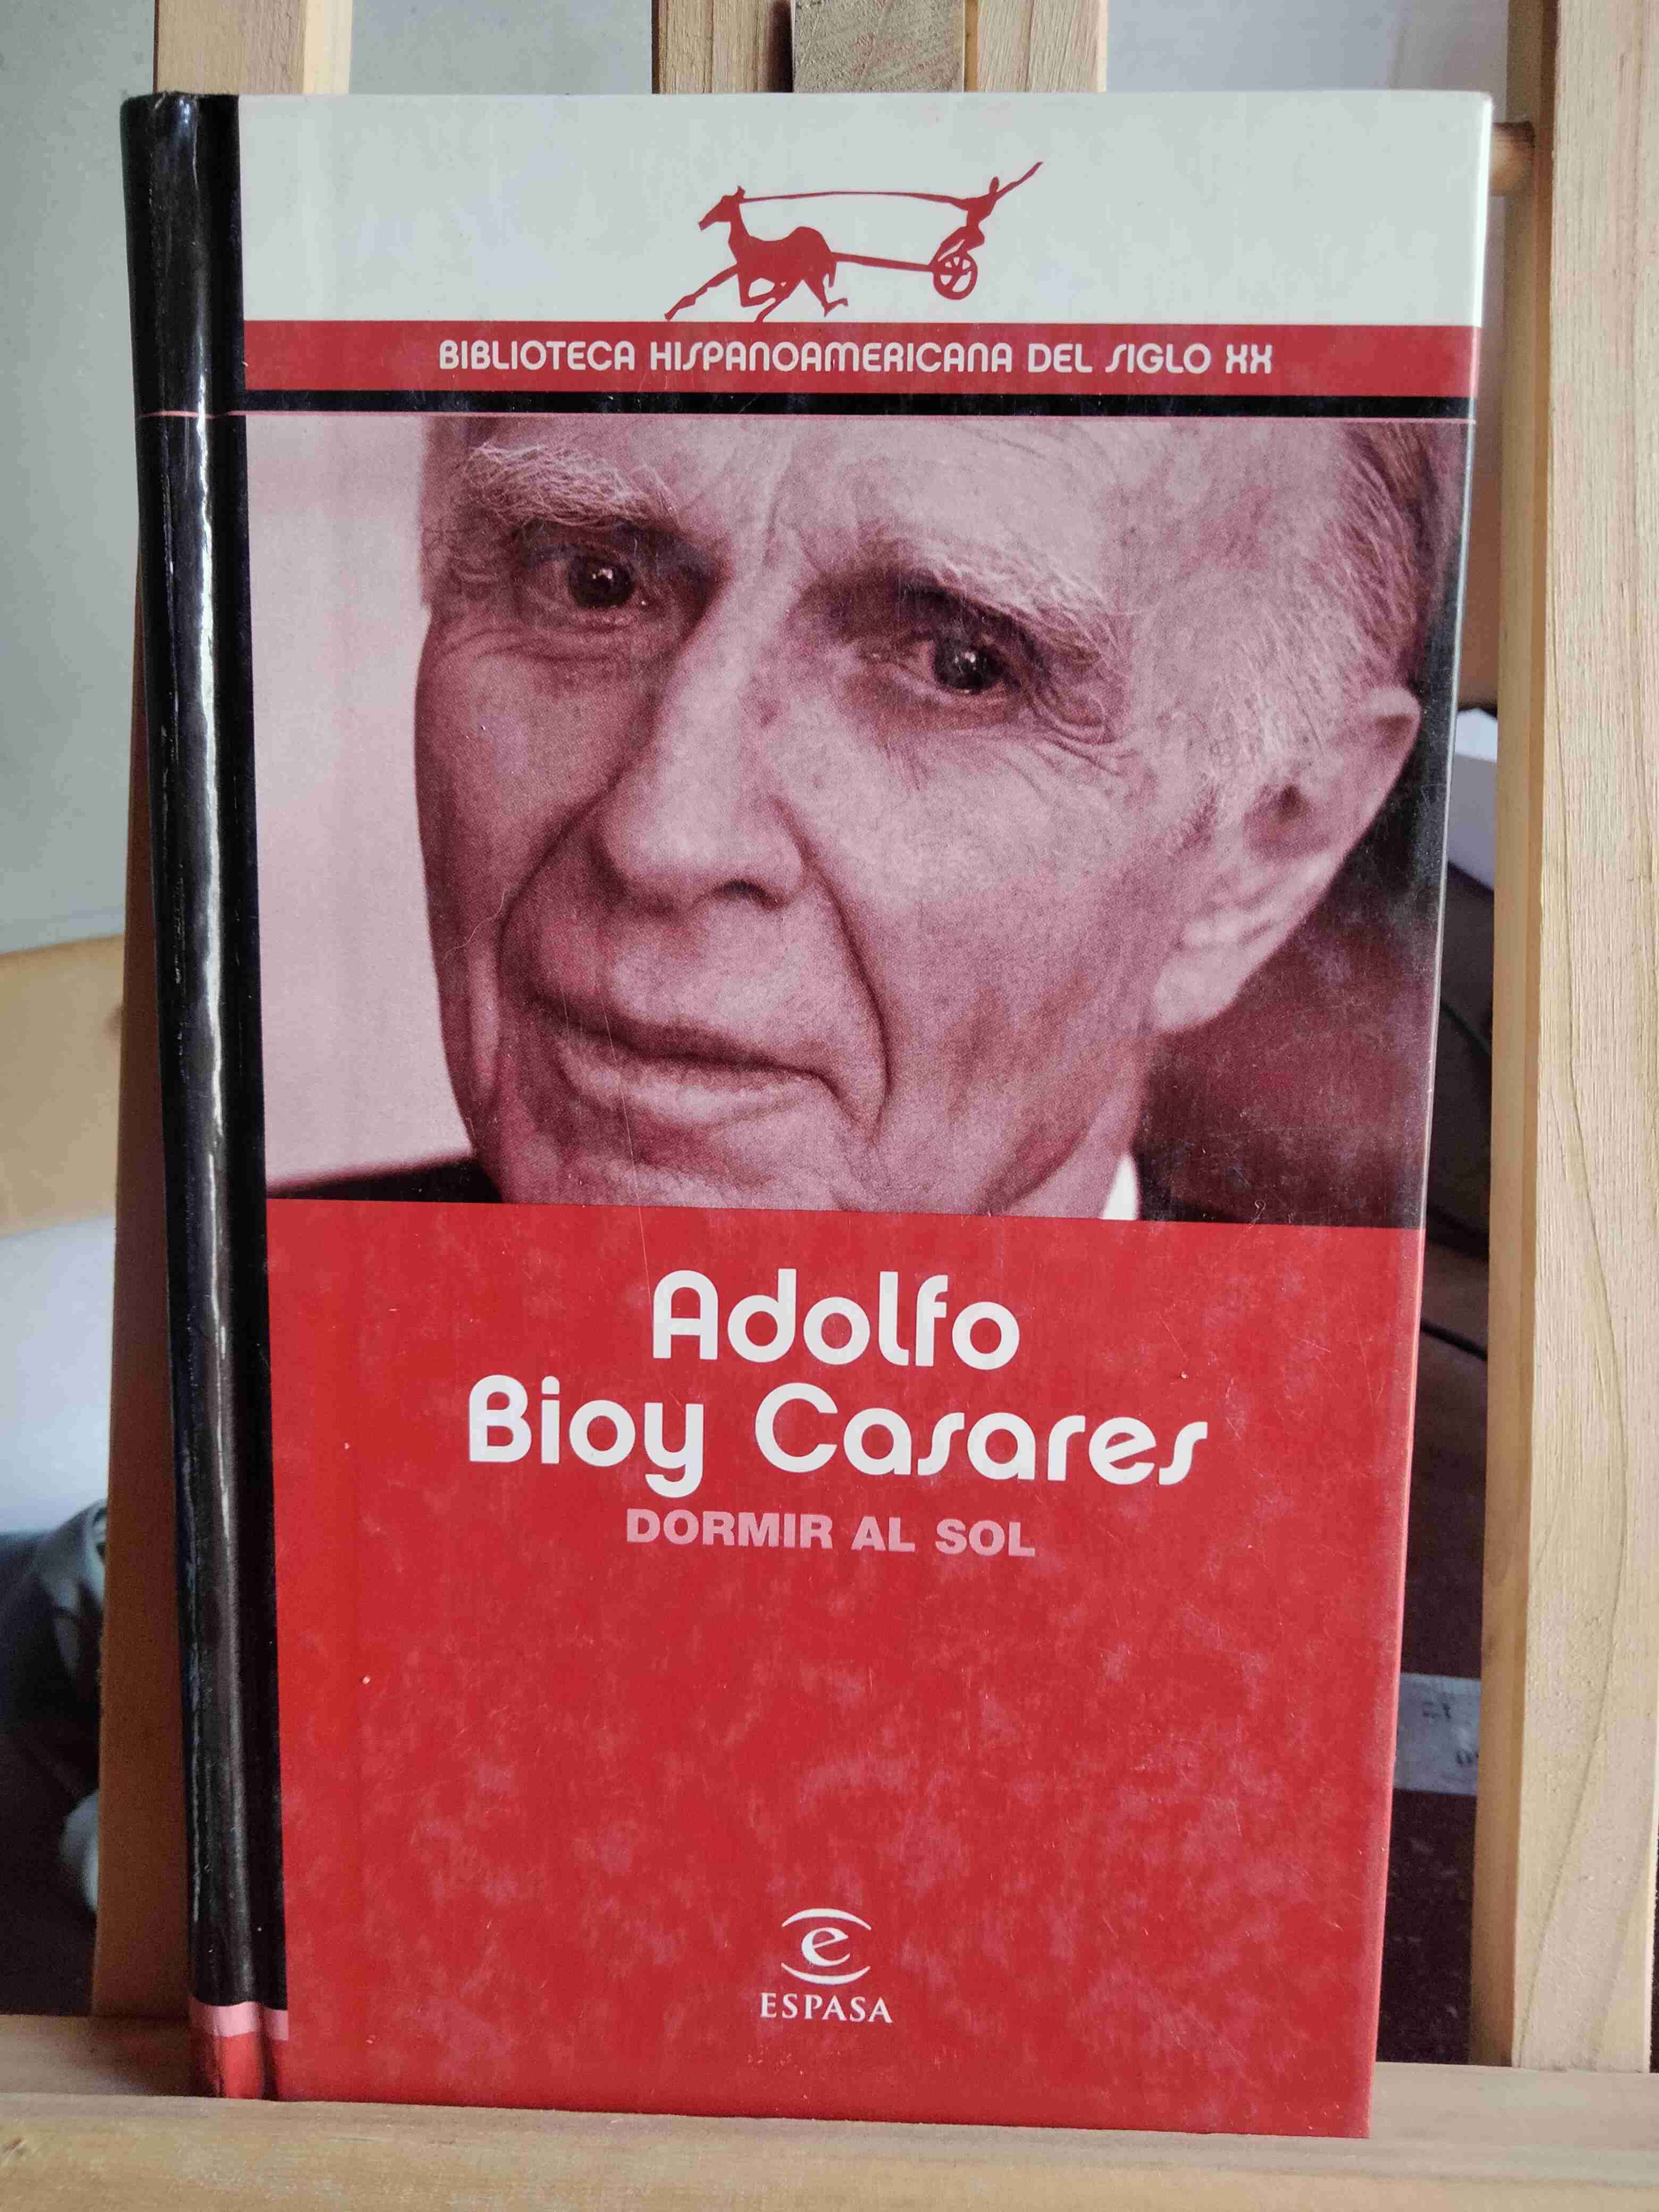 BIBLIOTECA HISPANOAMERICANA DEL SIGLO XX
Adolfo
Bioy Casares
DORMIR AL SOL
e
ESPASA